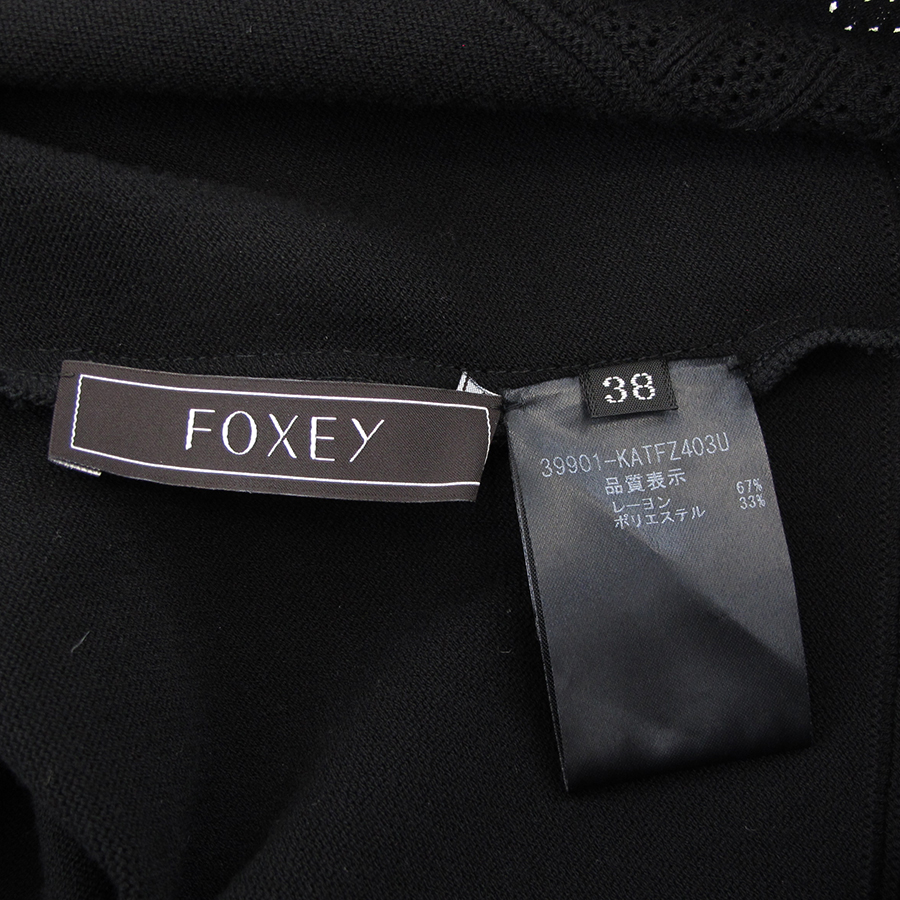 FOXEY
38
39901-KATFZ403U
品質表示
レーヨン 67%
ポリエステル 33%